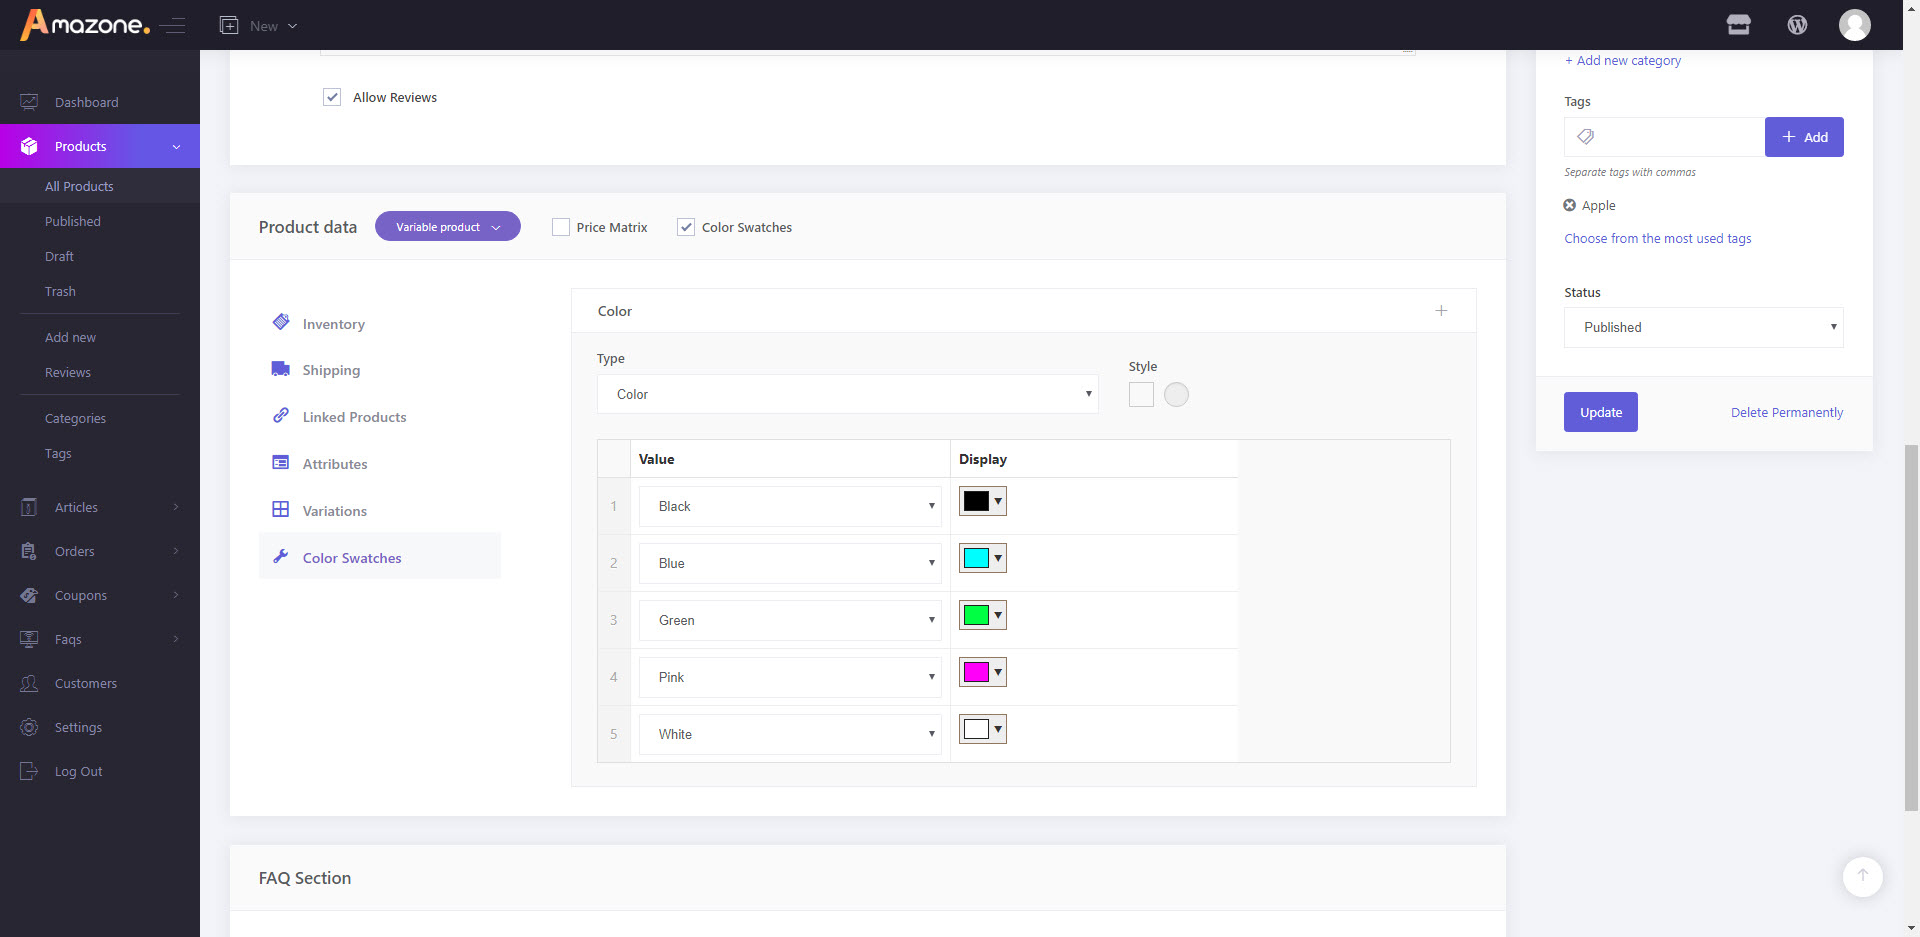 Amazone.
New
Dashboard
Products
All Products
Published
Draft
Trash
Add new
Reviews
Categories
Tags
Articles
Orders
Coupons
Faqs
Customers
Settings
Log Out
Allow Reviews
Product data
Variable product
Price Matrix
Color Swatches
Inventory
Shipping
Linked Products
Attributes
Variations
Color Swatches
Color
Type
Style
Color
Value Display
1 Black
2 Blue
3 Green
4 Pink
5 White
FAQ Section
+ Add new category
Tags
+ Add
Separate tags with commas
Apple
Choose from the most used tags
Status
Published
Update
Delete Permanently